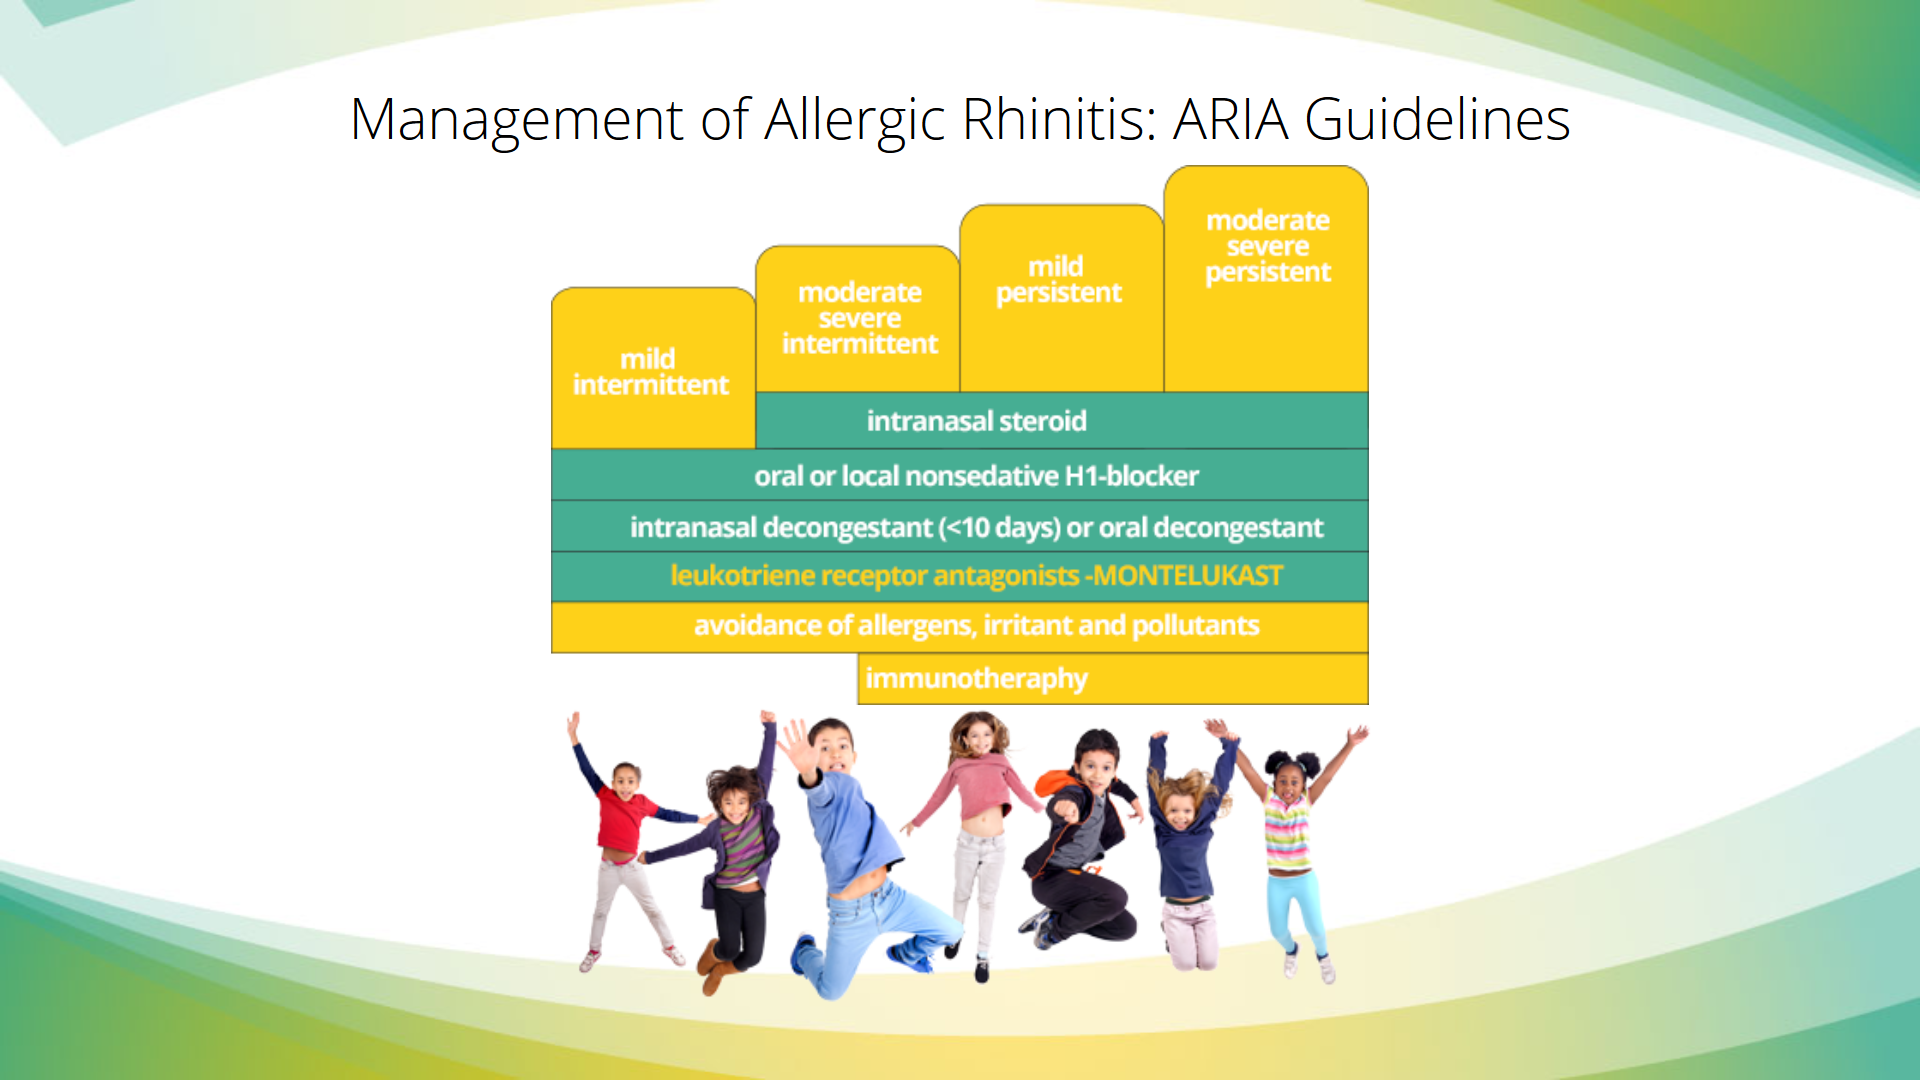 Management of Allergic Rhinitis: ARIA Guidelines
mild
intermittent
moderate
severe
intermittent
mild
persistent
moderate
severe
persistent
intranasal steroid
oral or local nonsedative H1-blocker
intranasal decongestant (<10 days) or oral decongestant
leukotriene receptor antagonists -MONTELUKAST
avoidance of allergens, irritant and pollutants
immunotheraphy